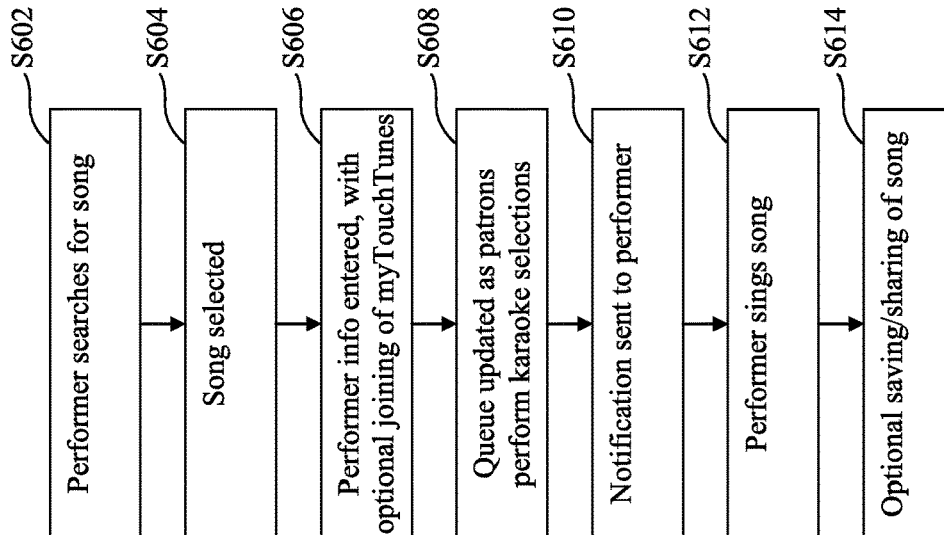 S602
Performer searches for song
S604
Song selected
S606
Performer info entered, with
optional joining of myTouchTunes
S608
Queue updated as patrons
perform karaoke selections
S610
Notification sent to performer
S612
Performer sings song
S614
Optional saving/sharing of song